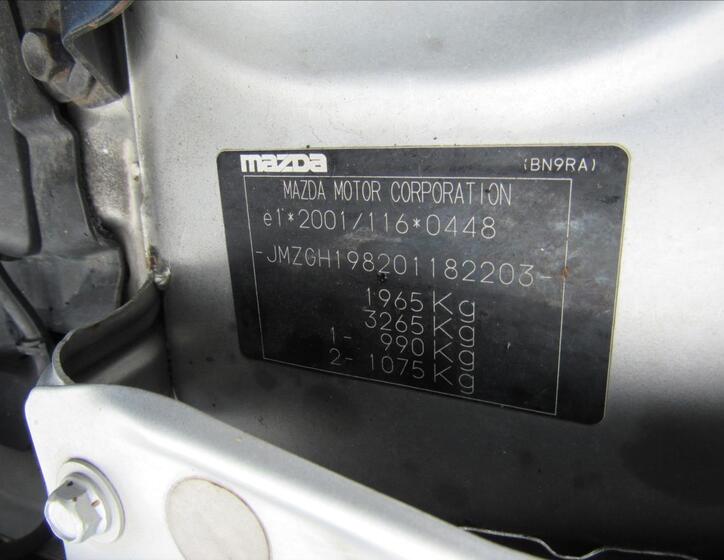 mazda (BN9RA)
MAZDA MOTOR CORPORATION
e1*2001/116*0448
-JMZGH198201182203-
1965 Kg
3265 Kg
1- 990 Kg
2- 1075 Kg